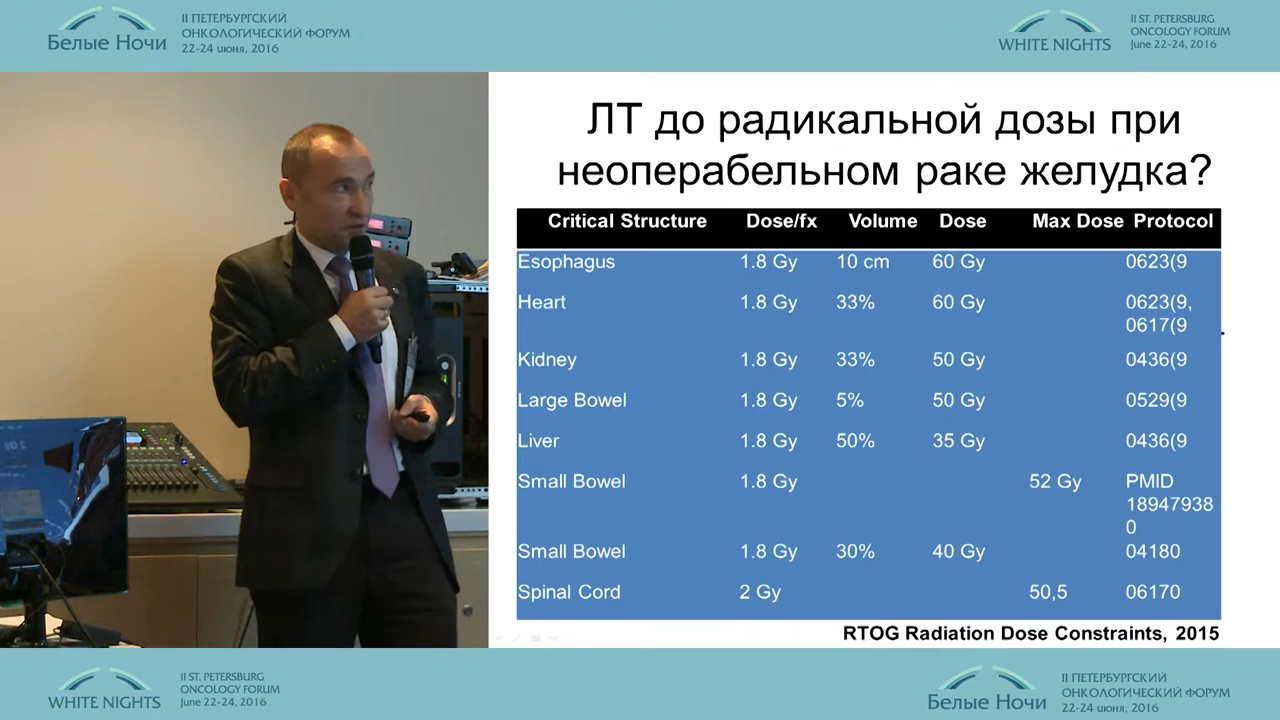 Белые Ночи
II ПЕТЕРБУРГСКИЙ
ОНКОЛОГИЧЕСКИЙ ФОРУМ
22-24 июня, 2016
WHITE NIGHTS
II ST. PETERSBURG
ONCOLOGY FORUM
June 22-24, 2016
ЛТ до радикальной дозы при
неоперабельном раке желудка?
Critical Structure Dose/fx Volume Dose Max Dose Protocol
Esophagus 1.8 Gy 10 cm 60 Gy 0623(9
Heart 1.8 Gy 33% 60 Gy 0623(9,
0617(9
Kidney 1.8 Gy 33% 50 Gy 0436(9
Large Bowel 1.8 Gy 5% 50 Gy 0529(9
Liver 1.8 Gy 50% 35 Gy 0436(9
Small Bowel 1.8 Gy 52 Gy PMID
18947938
0
Small Bowel 1.8 Gy 30% 40 Gy 04180
Spinal Cord 2 Gy 50,5 06170
RTOG Radiation Dose Constraints, 2015
WHITE NIGHTS
II ST. PETERSBURG
ONCOLOGY FORUM
June 22-24, 2016
Белые Ночи
II ПЕТЕРБУРГСКИЙ
ОНКОЛОГИЧЕСКИЙ ФОРУМ
22-24 июня, 2016